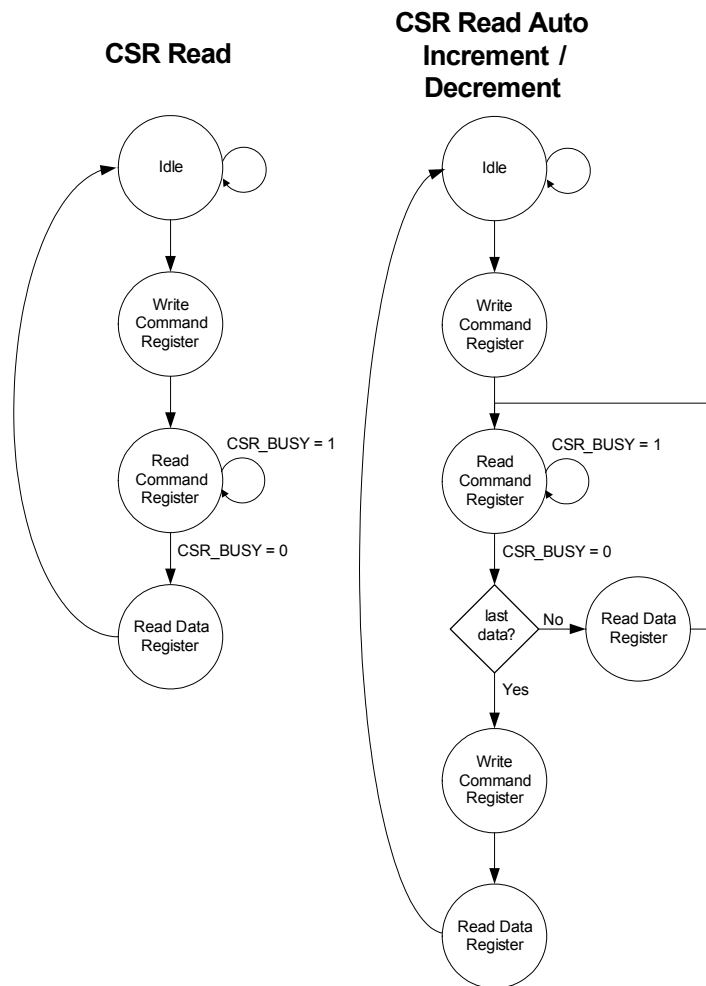 CSR Read
Idle
Write
Command
Register
CSR_BUSY = 1
Read
Command
Register
CSR_BUSY = 0
Read Data
Register
CSR Read Auto
Increment /
Decrement
Idle
Write
Command
Register
CSR_BUSY = 1
Read
Command
Register
CSR_BUSY = 0
last
data?
No
Read Data
Register
Yes
Write
Command
Register
Read Data
Register